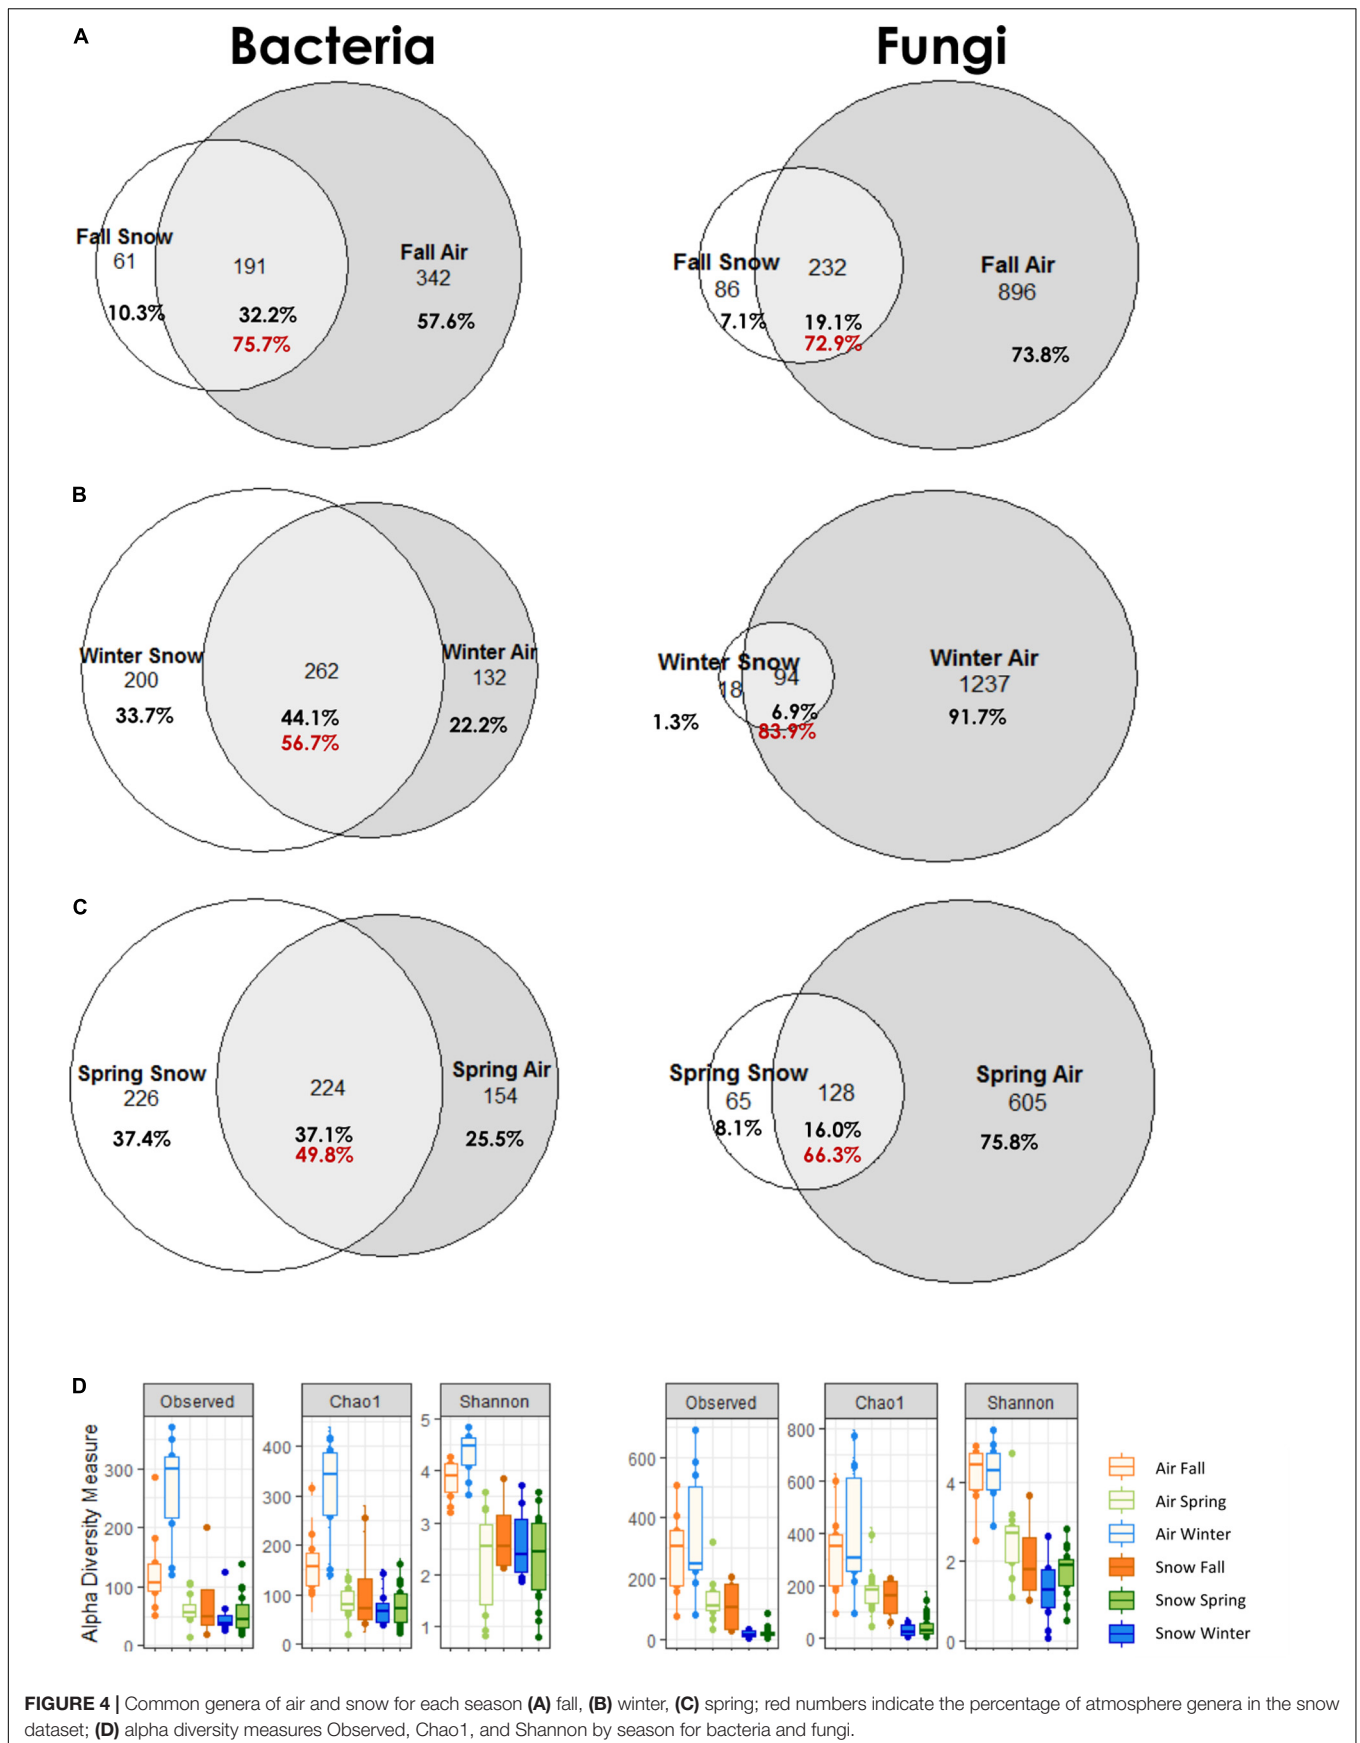 A
Bacteria
Fungi
Fall Snow
61
10.3%
191
32.2%
75.7%
Fall Air
342
57.6%
Fall Snow
86
7.1%
232
19.1%
72.9%
Fall Air
896
73.8%
B
Winter Snow
200
33.7%
262
44.1%
56.7%
Winter Air
132
22.2%
Winter Snow
18
1.3%
94
6.9%
83.9%
Winter Air
1237
91.7%
C
Spring Snow
226
37.4%
224
37.1%
49.8%
Spring Air
154
25.5%
Spring Snow
65
8.1%
128
16.0%
66.3%
Spring Air
605
75.8%
D
Alpha Diversity Measure
Observed
300
200
100
0
Chao1
400
300
200
100
0
Shannon
5
4
3
2
1
Observed
600
400
200
0
Chao1
800
600
400
200
0
Shannon
4
2
0
Air Fall
Air Spring
Air Winter
Snow Fall
Snow Spring
Snow Winter
FIGURE 4 | Common genera of air and snow for each season (A) fall, (B) winter, (C) spring; red numbers indicate the percentage of atmosphere genera in the snow
dataset; (D) alpha diversity measures Observed, Chao1, and Shannon by season for bacteria and fungi.